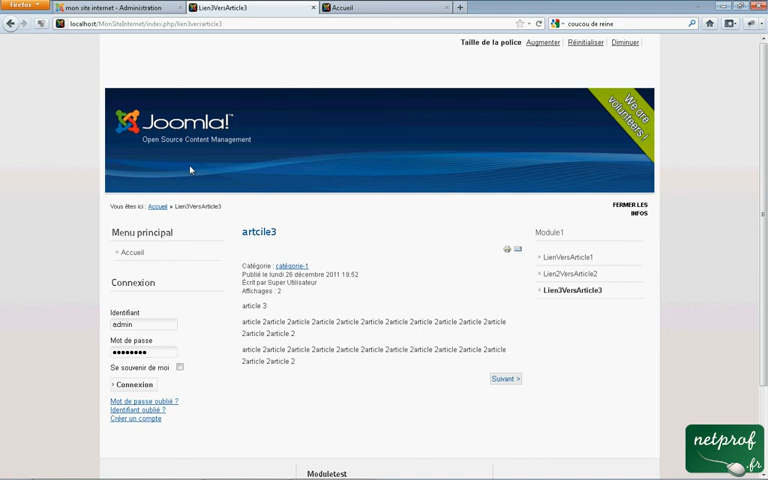 Firefox
mon site internet - Administration
Lien3VersArticle3
Accueil
localhost/MonSiteInternet/index.php/lien3versarticle3
coucou de reine
Taille de la police Augmenter Réinitialiser Diminuer
Joomla!
Open Source Content Management
We are
volunteers!
Vous êtes ici : Accueil » Lien3VersArticle3
FERMER LES
INFOS
Menu principal
Accueil
Connexion
Identifiant
admin
Mot de passe
Se souvenir de moi
Connexion
Mot de passe oublié ?
Identifiant oublié ?
Créer un compte
artcile3
Catégorie : catégorie-1
Publié le lundi 26 décembre 2011 19:52
Écrit par Super Utilisateur
Affichages : 2
article 3
article 2article 2article 2article 2article 2article 2article 2article 2article 2article 2article
2article 2article 2
article 2article 2article 2article 2article 2article 2article 2article 2article 2article 2article
2article 2article 2
Suivant >
Module1
LienVersArticle1
Lien2VersArticle2
Lien3VersArticle3
Moduletest
netprof
.fr